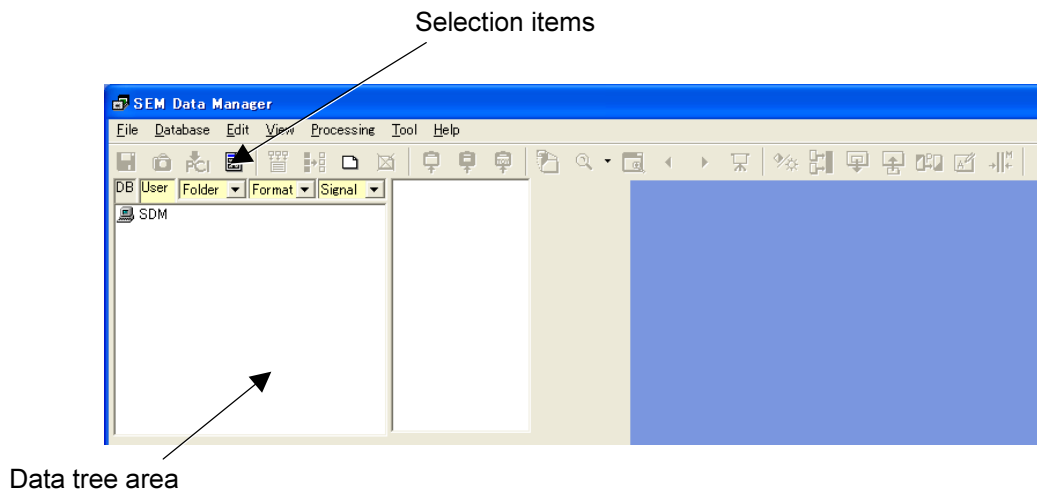 Selection items
SEM Data Manager
File Database Edit View Processing Tool Help
PCI
DB User Folder Format Signal
SDM
Data tree area